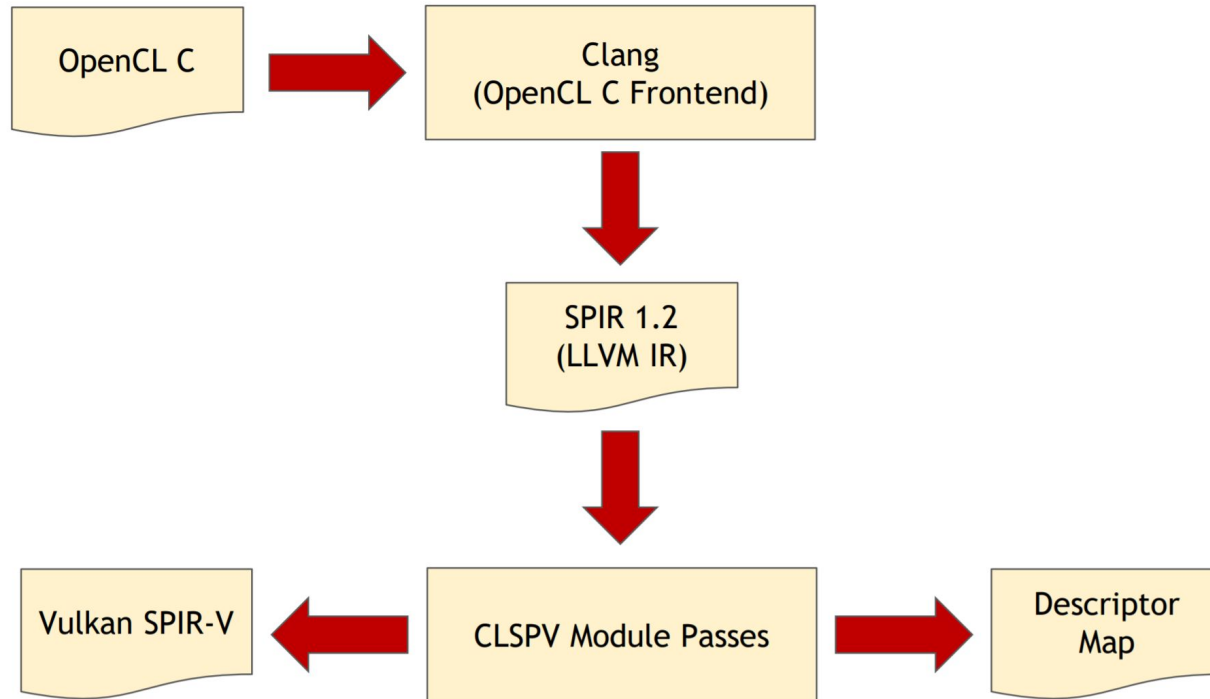 OpenCL C
Clang
(OpenCL C Frontend)
SPIR 1.2
(LLVM IR)
Vulkan SPIR-V
CLSPV Module Passes
Descriptor
Map